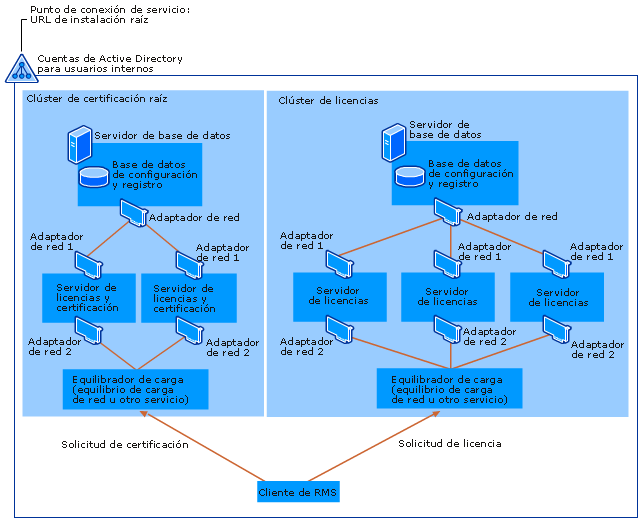 Punto de conexión de servicio:
URL de instalación raíz
Cuentas de Active Directory
para usuarios internos
Clúster de certificación raíz
Servidor de base de datos
Base de datos
de configuración
y registro
Adaptador de red
Adaptador
de red 1
Adaptador
de red 1
Servidor de
licencias y
certificación
Servidor de
licencias y
certificación
Adaptador
de red 2
Adaptador
de red 2
Equilibrador de carga
(equilibrio de carga
de red u otro servicio)
Clúster de licencias
Servidor de
base de datos
Base de datos
de configuración
y registro
Adaptador de red
Adaptador
de red 1
Adaptador
de red 1
Adaptador
de red 1
Servidor
de licencias
Servidor
de licencias
Servidor
de licencias
Adaptador
de red 2
Adaptador
de red 2
Adaptador
de red 2
Equilibrador de carga
(equilibrio de carga
de red u otro servicio)
Solicitud de certificación
Solicitud de licencia
Cliente de RMS